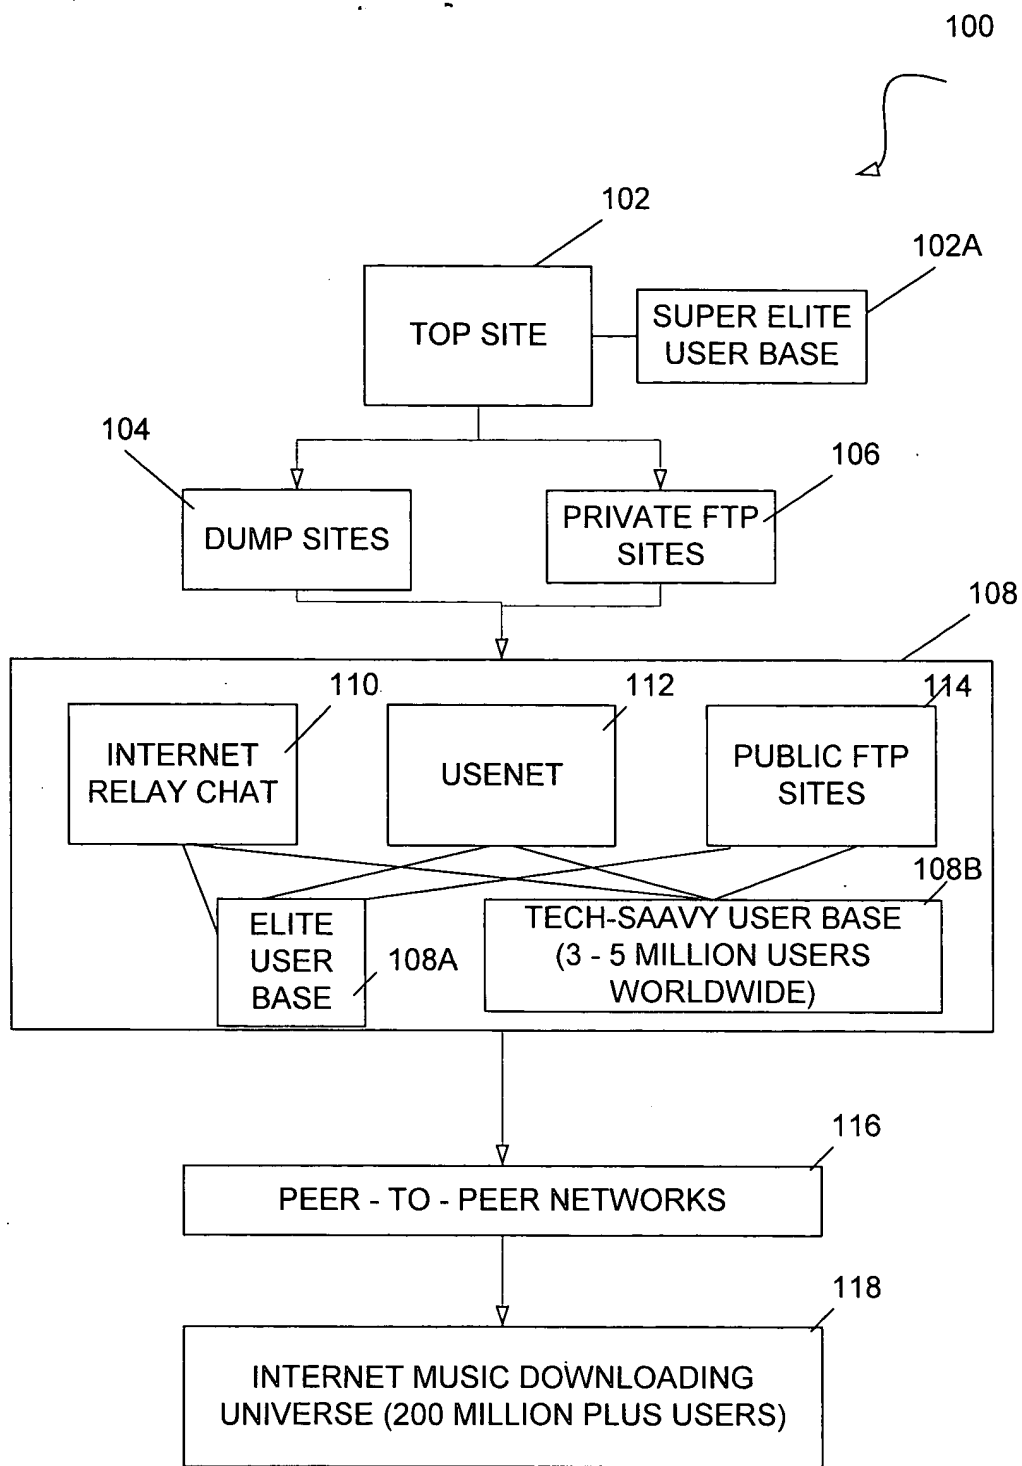 100
102
102A
TOP SITE
SUPER ELITE
USER BASE
104
106
DUMP SITES
PRIVATE FTP
SITES
108
110
112
114
INTERNET
RELAY CHAT
USENET
PUBLIC FTP
SITES
108B
ELITE
USER
BASE
108A
TECH-SAAVY USER BASE
(3 - 5 MILLION USERS
WORLDWIDE)
116
PEER - TO - PEER NETWORKS
118
INTERNET MUSIC DOWNLOADING
UNIVERSE (200 MILLION PLUS USERS)